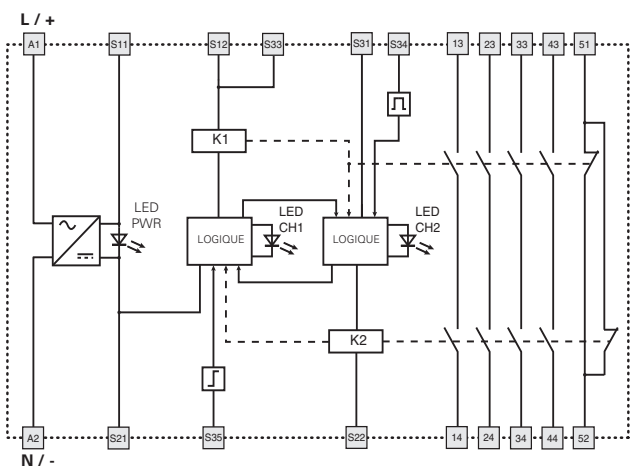 L / +
A1 S11 S12 S33 S31 S34 13 23 33 43 51
K1
LED
PWR
LOGIQUE
LED
CH1
LOGIQUE
LED
CH2
K2
A2 S21 S35 S22 14 24 34 44 52
N / -